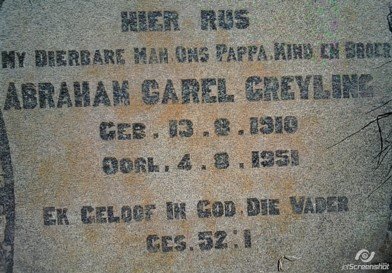 HIER RUS
MY DIERBARE MAN ONS PAPPA, KIND EN BROER
ABRAHAM CAREL GREYLING
GEB. 13.8.1910
OORL. 4.8.1951
EK GELOOF IN GOD DIE VADER
GES. 52:1
Screenshot